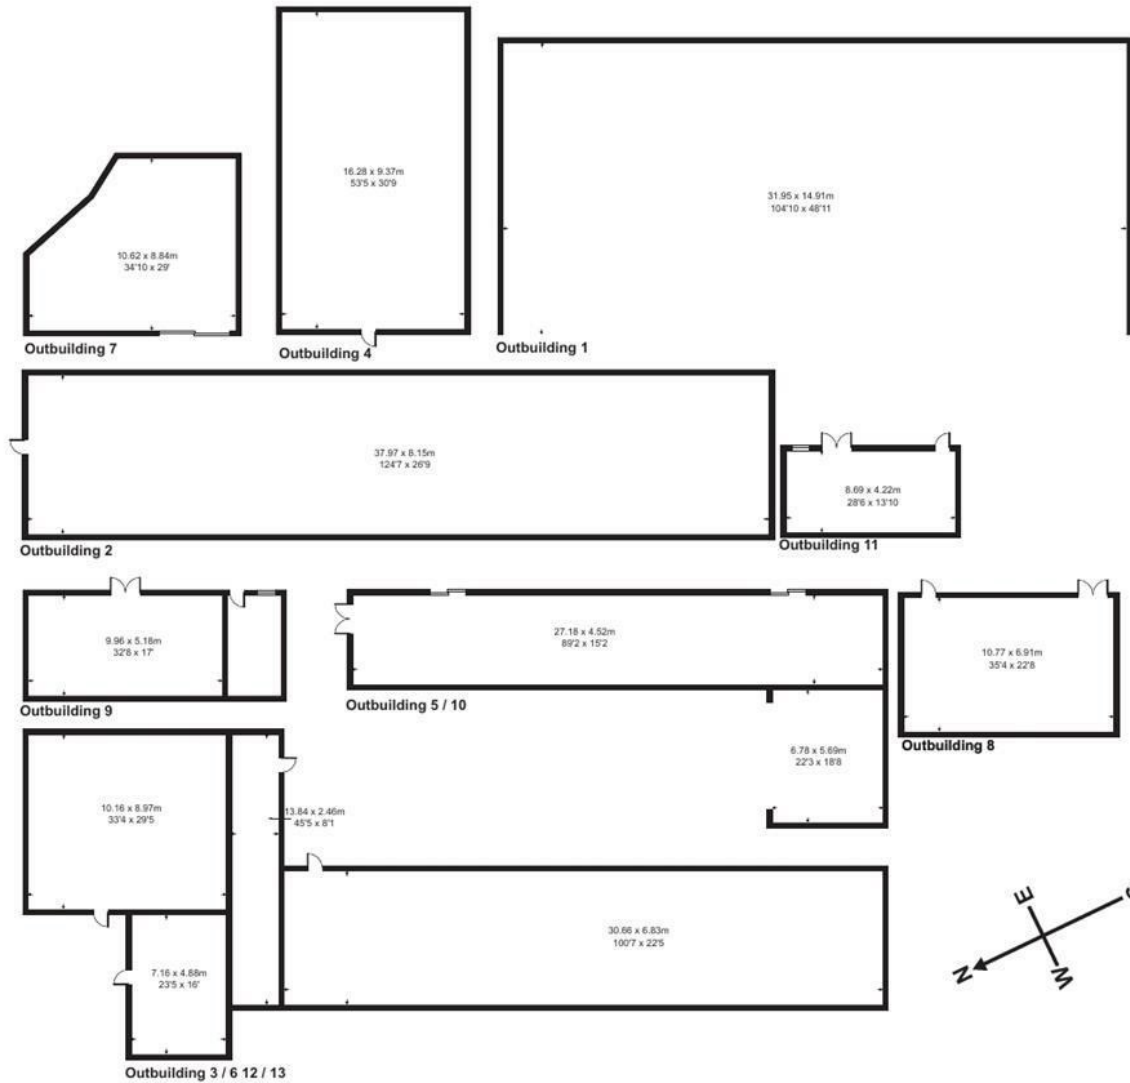 16.28 x 9.37m
53'5 x 30'9
31.95 x 14.91m
104'10 x 48'11
10.62 x 8.84m
34'10 x 29'
Outbuilding 7
Outbuilding 4
Outbuilding 1
37.97 x 8.15m
124'7 x 26'9
8.69 x 4.22m
28'6 x 13'10
Outbuilding 2
Outbuilding 11
9.96 x 5.18m
32'8 x 17'
27.18 x 4.52m
89'2 x 15'2
10.77 x 6.91m
35'4 x 22'8
Outbuilding 9
Outbuilding 5 / 10
Outbuilding 8
6.78 x 5.69m
22'3 x 18'8
10.16 x 8.97m
33'4 x 29'5
13.84 x 2.46m
45'5 x 8'1
30.66 x 6.83m
100'7 x 22'5
7.16 x 4.88m
23'5 x 16'
Outbuilding 3 / 6 12 / 13
E
N
W